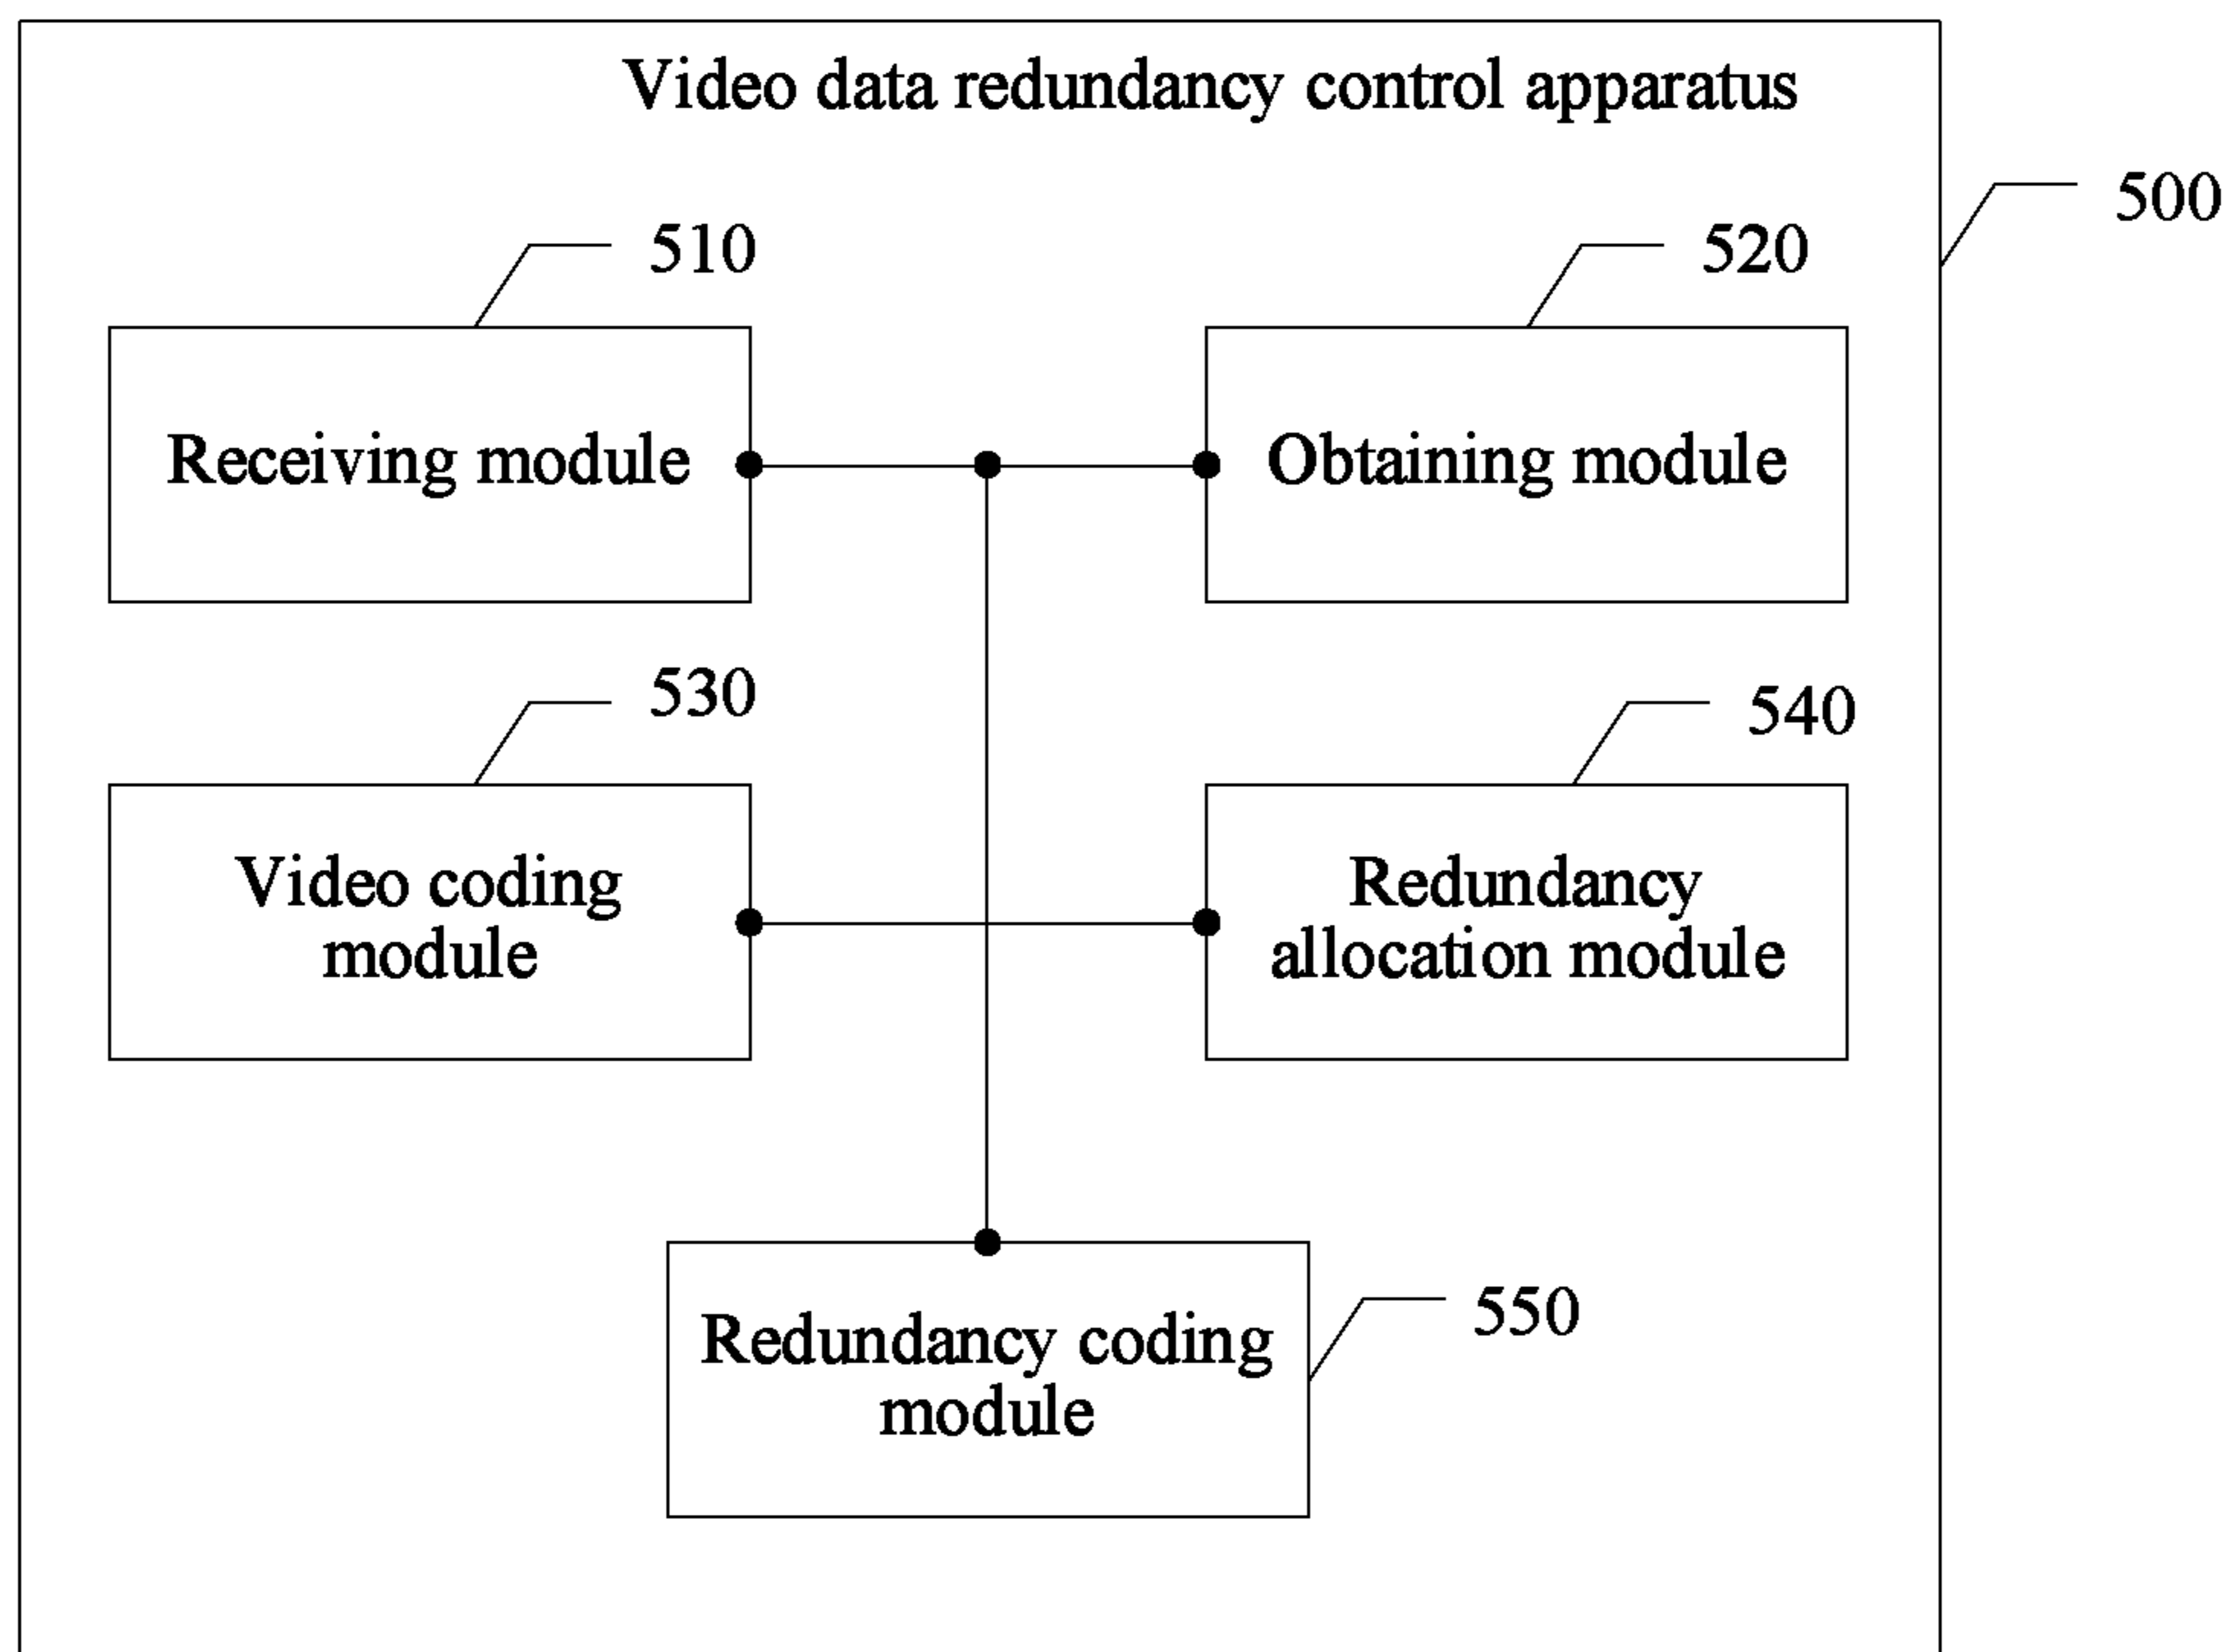 Video data redundancy control apparatus
500
510
520
Receiving module
Obtaining module
530
540
Video coding
module
Redundancy
allocation module
550
Redundancy coding
module